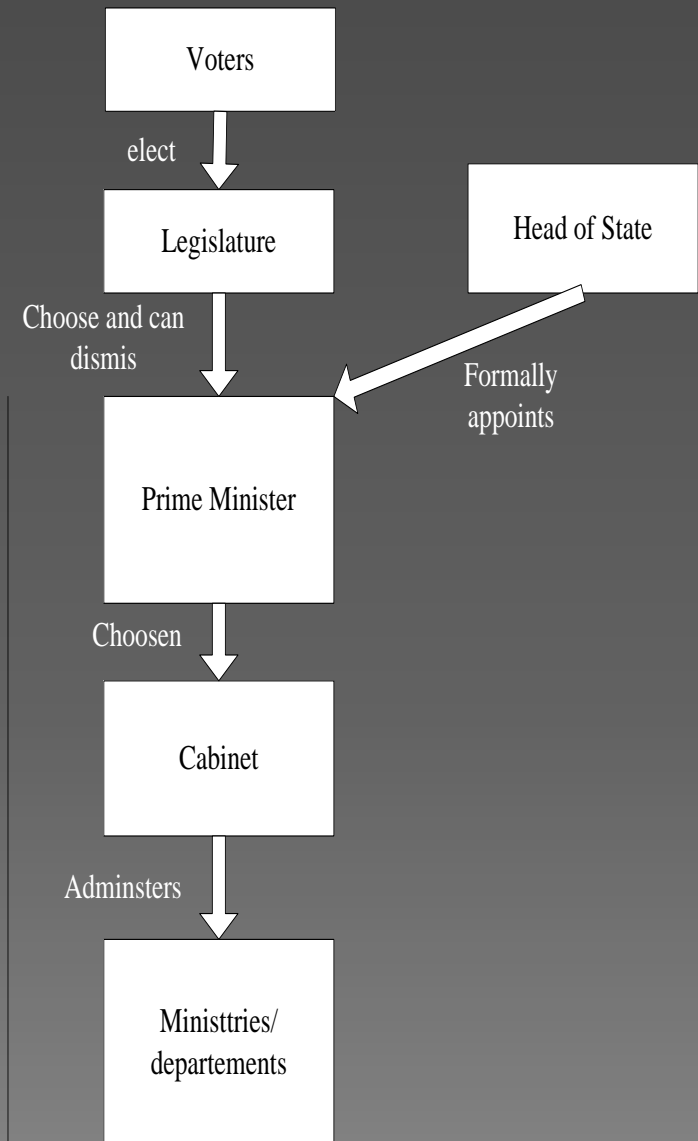 Voters
elect
Legislature
Head of State
Choose and can
dismis
Formally
appoints
Prime Minister
Choosen
Cabinet
Adminsters
Ministtries/
departements